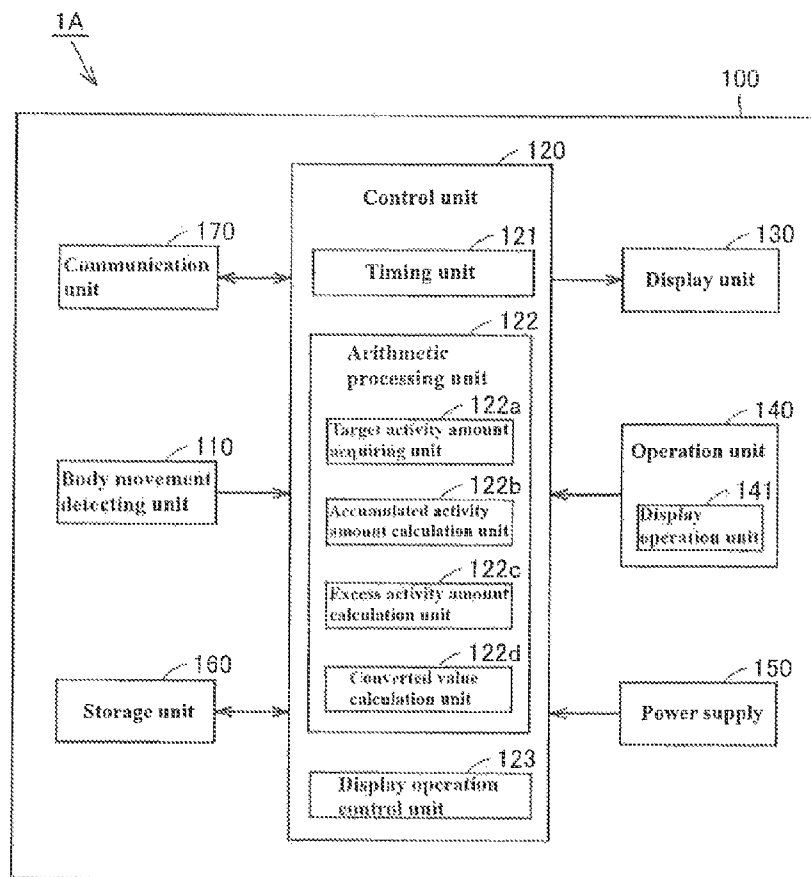 1A
100
120
Control unit
170
Communication
unit
121
Timing unit
130
Display unit
122
Arithmetic
processing unit
122a
Target activity amount
acquiring unit
110
Body movement
detecting unit
122b
Accumulated activity
amount calculation unit
140
Operation unit
141
Display
operation unit
122c
Excess activity amount
calculation unit
160
Storage unit
122d
Converted value
calculation unit
150
Power supply
123
Display operation
control unit